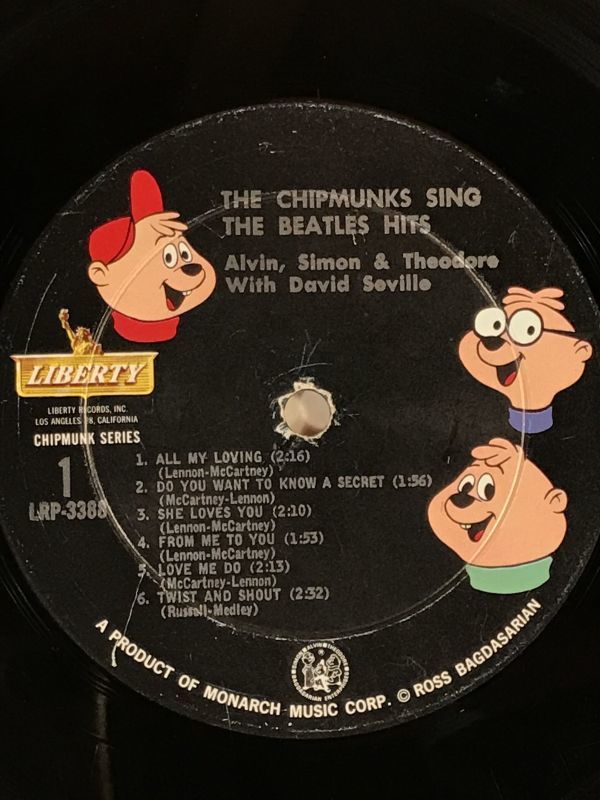 THE CHIPMUNKS SING
THE BEATLES HITS
Alvin, Simon & Theodore
With David Seville
LIBERTY
LIBERTY RECORDS, INC.
LOS ANGELES 28, CALIFORNIA
CHIPMUNK SERIES
1
LRP-3388
1. ALL MY LOVING (2:16)
(Lennon-McCartney)
2. DO YOU WANT TO KNOW A SECRET (1:56)
(McCartney-Lennon)
3. SHE LOVES YOU (2:10)
(Lennon-McCartney)
4. FROM ME TO YOU (1:53)
(Lennon-McCartney)
5. LOVE ME DO (2:13)
(McCartney-Lennon)
6. TWIST AND SHOUT (2:32)
(Russell-Medley)
ALVIN THEODORE
A PRODUCT OF MONARCH MUSIC CORP. © ROSS BAGDASARIAN